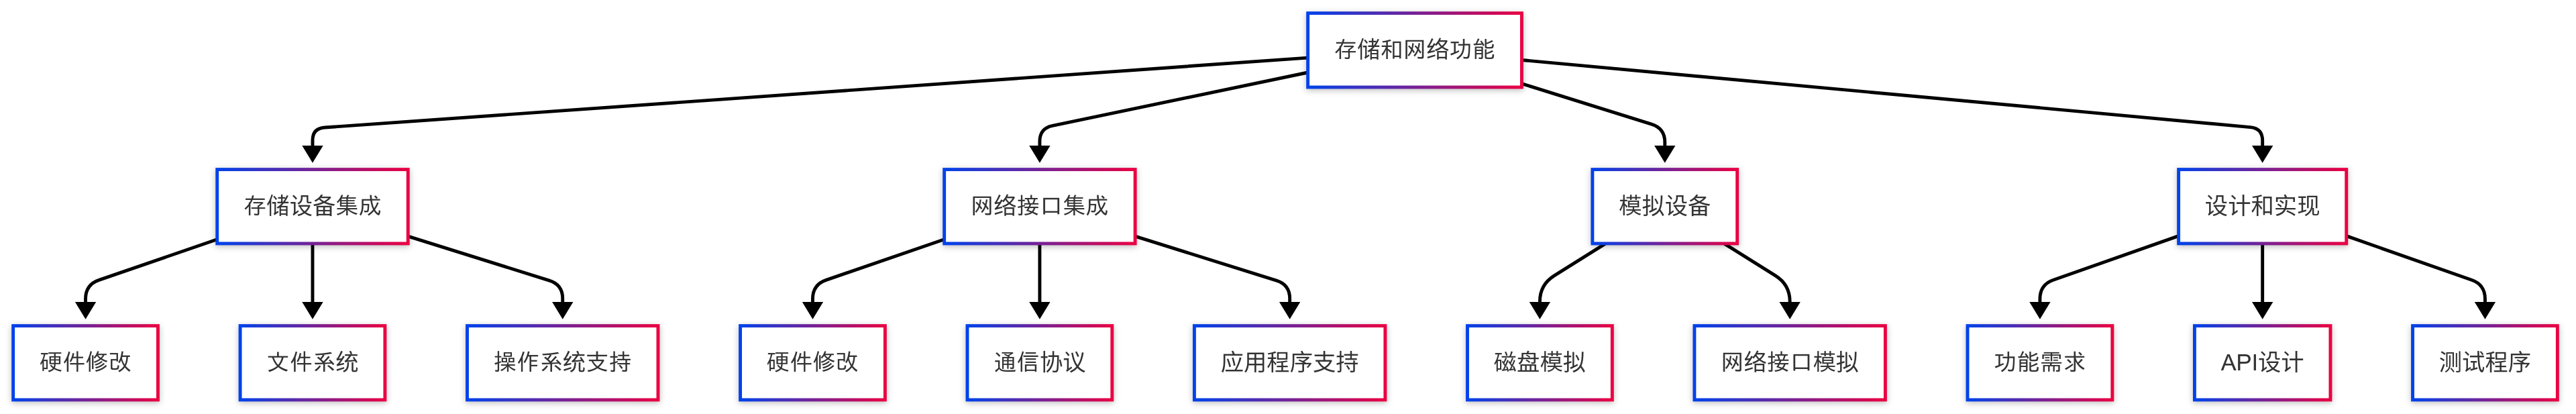 存储和网络功能
存储设备集成
网络接口集成
模拟设备
设计和实现
硬件修改
文件系统
操作系统支持
硬件修改
通信协议
应用程序支持
磁盘模拟
网络接口模拟
功能需求
API设计
测试程序